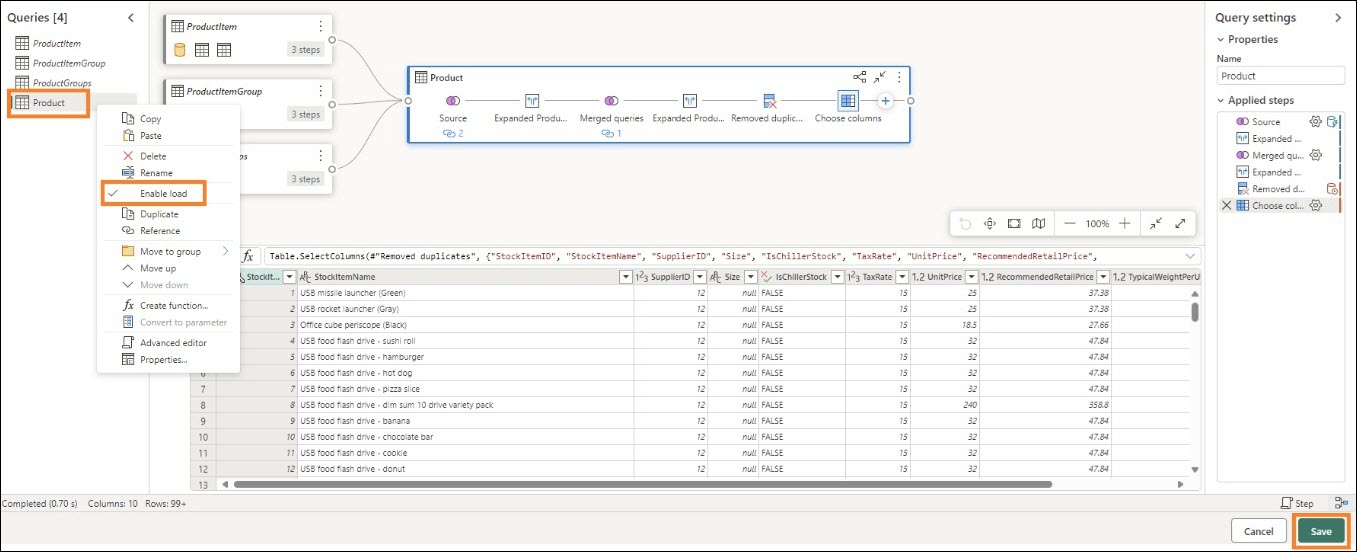 Queries [4]
ProductItem
ProductItemGroup
ProductGroups
Product
Copy
Paste
Delete
Rename
Enable load
Duplicate
Reference
Move to group
Move up
Move down
Create function...
Convert to parameter
Advanced editor
Properties...
ProductItem
3 steps
ProductItemGroup
3 steps
ps
3 steps
Product
Source
2
Expanded Produ...
Merged queries
1
Expanded Produ...
Removed duplic...
Choose columns
100%
fx Table.SelectColumns(#"Removed duplicates", {"StockItemID", "StockItemName", "SupplierID", "Size", "IsChillerStock", "TaxRate", "UnitPrice", "RecommendedRetailPrice",
StockIt... StockItemName SupplierID Size IsChillerStock TaxRate UnitPrice RecommendedRetailPrice TypicalWeightPerU
1 USB missile launcher (Green) 12 null FALSE 15 25 37.38
2 USB rocket launcher (Gray) 12 null FALSE 15 25 37.38
3 Office cube periscope (Black) 12 null FALSE 15 18.5 27.66
4 USB food flash drive - sushi roll 12 null FALSE 15 32 47.84
5 USB food flash drive - hamburger 12 null FALSE 15 32 47.84
6 6 USB food flash drive - hot dog 12 null FALSE 15 32 47.84
7 7 USB food flash drive - pizza slice 12 null FALSE 15 32 47.84
8 8 USB food flash drive - dim sum 10 drive variety pack 12 null FALSE 15 240 358.8
9 9 USB food flash drive - banana 12 null FALSE 15 32 47.84
10 10 USB food flash drive - chocolate bar 12 null FALSE 15 32 47.84
11 11 USB food flash drive - cookie 12 null FALSE 15 32 47.84
12 12 USB food flash drive - donut 12 null FALSE 15 32 47.84
13
Query settings
Properties
Name
Product
Applied steps
Source
Expanded ...
Merged qu...
Expanded ...
Removed d...
Choose col...
Completed (0.70 s) Columns: 10 Rows: 99+
Step
Cancel
Save